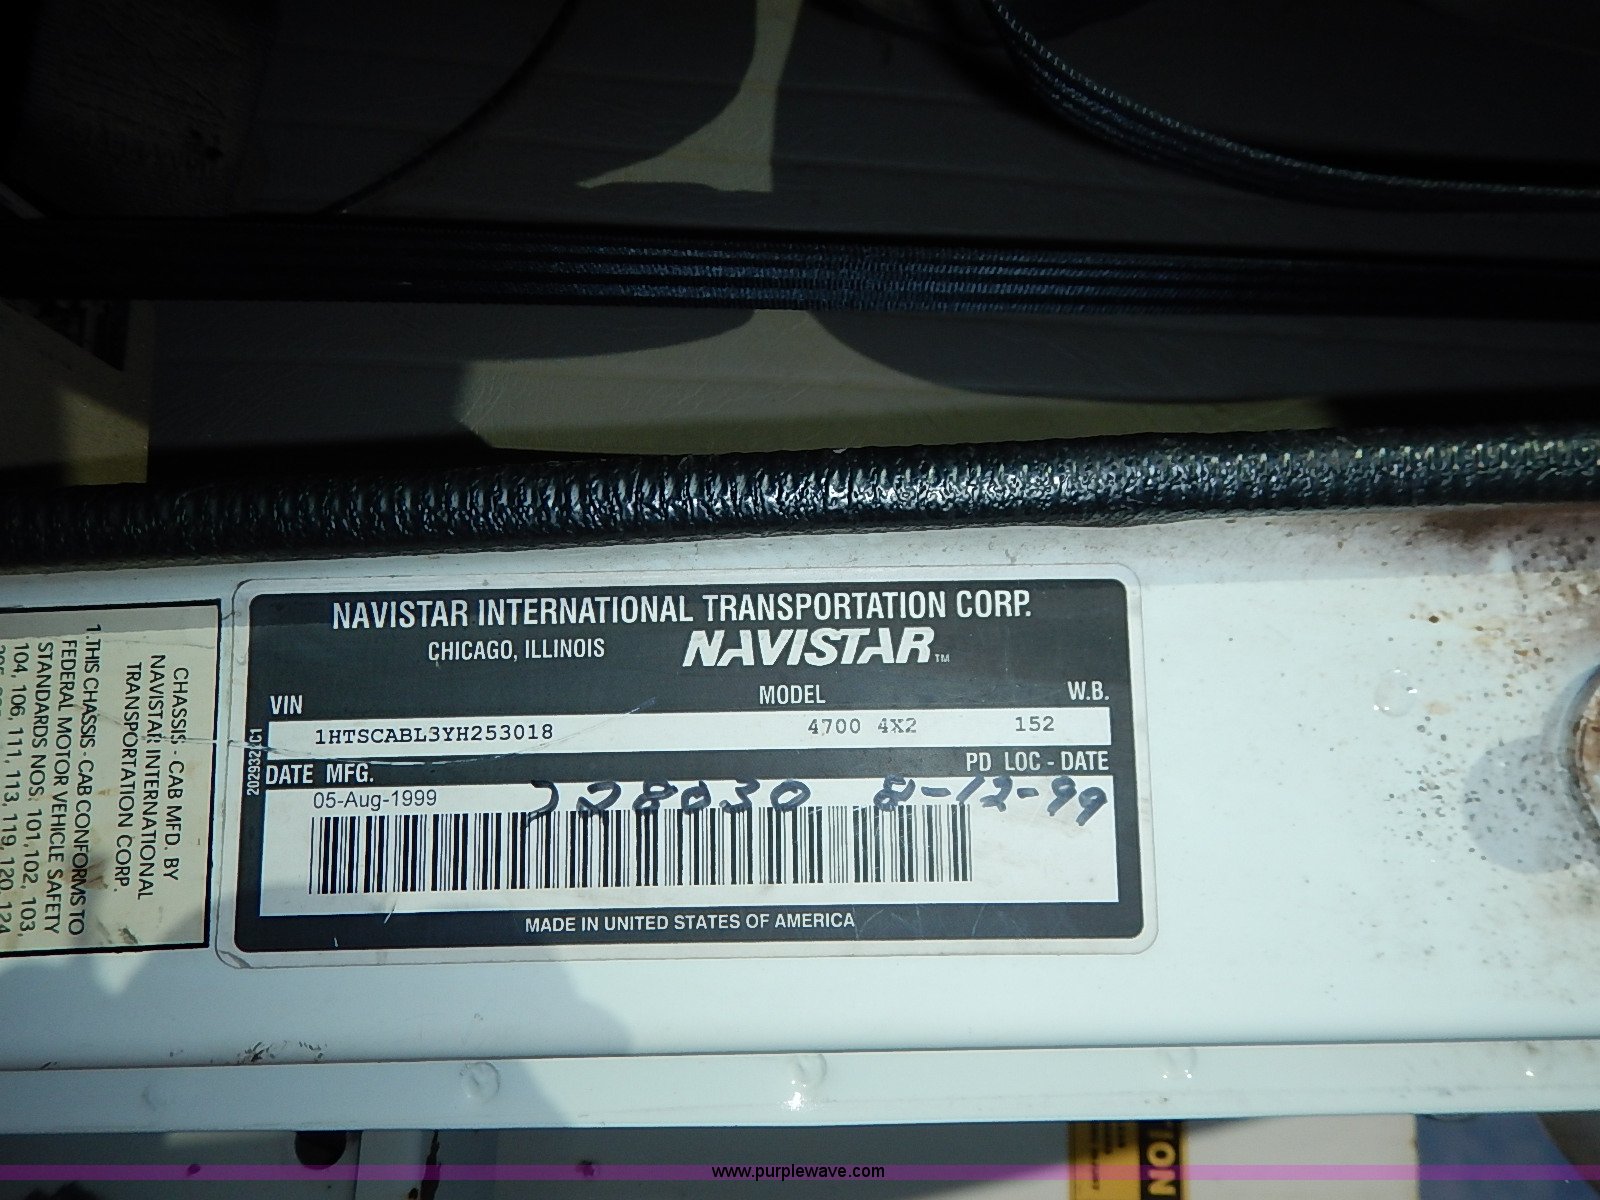 NAVISTAR INTERNATIONAL TRANSPORTATION CORP.
CHICAGO, ILLINOIS NAVISTAR TM
VIN MODEL W.B.
1HTSCABL3YH253018 4700 4X2 152
DATE MFG. PD LOC - DATE
05-Aug-1999 228030 8-12-99
MADE IN UNITED STATES OF AMERICA
CHASSIS - CAB MFD. BY
NAVISTAR INTERNATIONAL
TRANSPORTATION CORP.
1. THIS CHASSIS - CAB CONFORMS TO
FEDERAL MOTOR VEHICLE SAFETY
STANDARDS NOS. 101, 102, 103,
104, 106, 111, 113, 119, 120, 124
www.purplewave.com